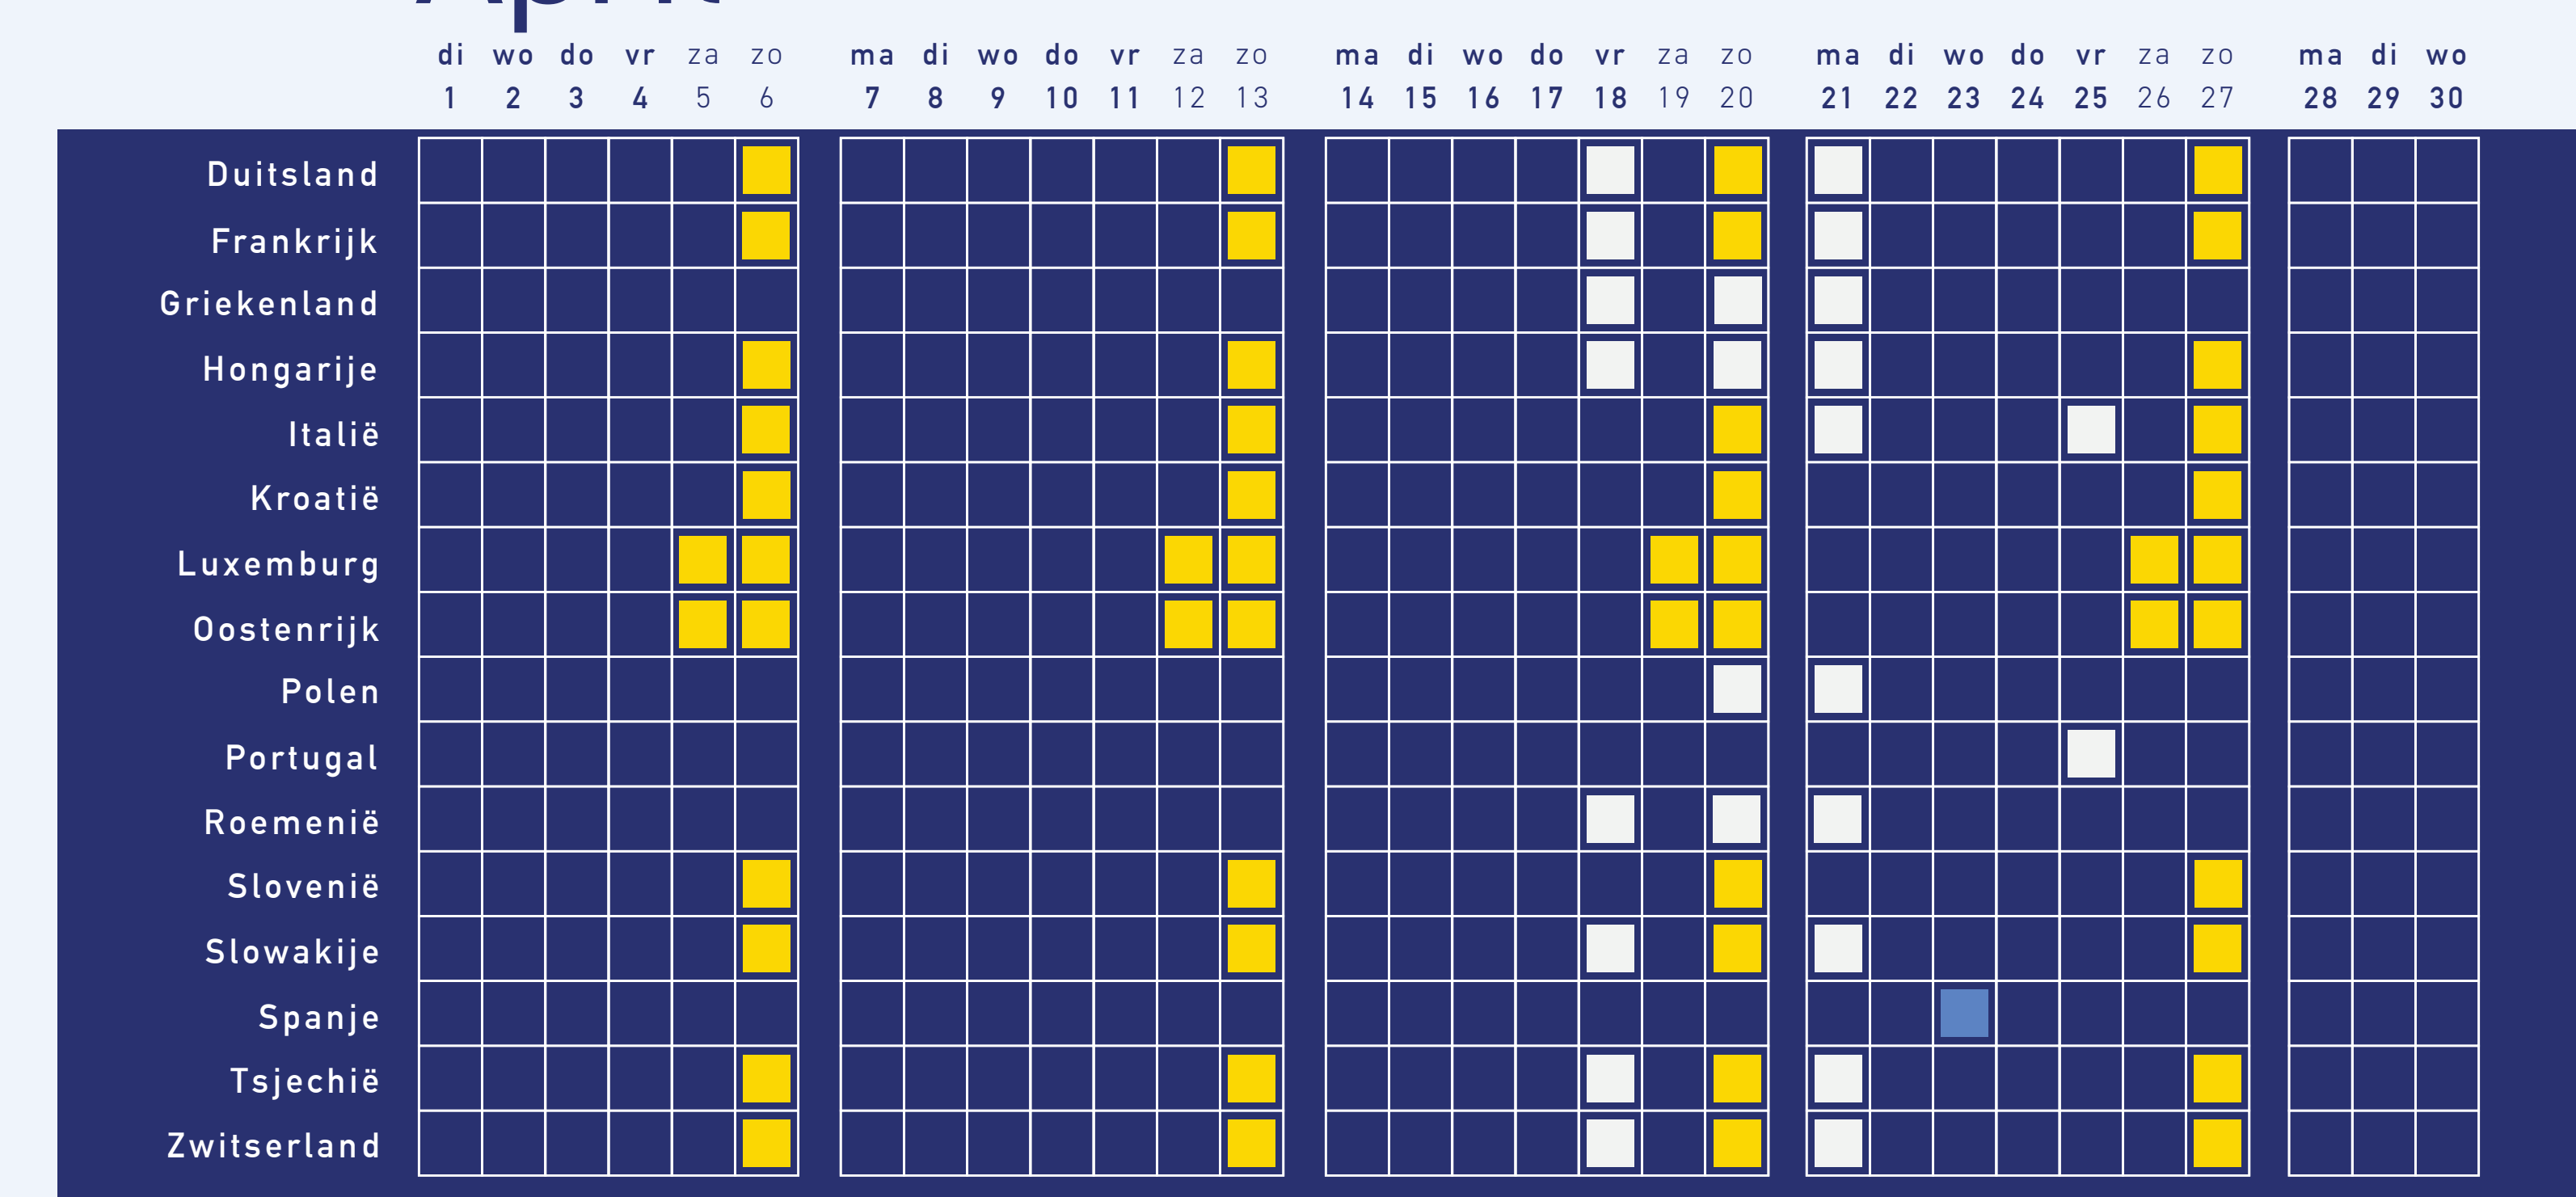 April
di wo do vr za zo ma di wo do vr za zo ma di wo do vr za zo ma di wo do vr za zo ma di wo
1 2 3 4 5 6 7 8 9 10 11 12 13 14 15 16 17 18 19 20 21 22 23 24 25 26 27 28 29 30
Duitsland
Frankrijk
Griekenland
Hongarije
Italië
Kroatië
Luxemburg
Oostenrijk
Polen
Portugal
Roemenië
Slovenië
Slowakije
Spanje
Tsjechië
Zwitserland